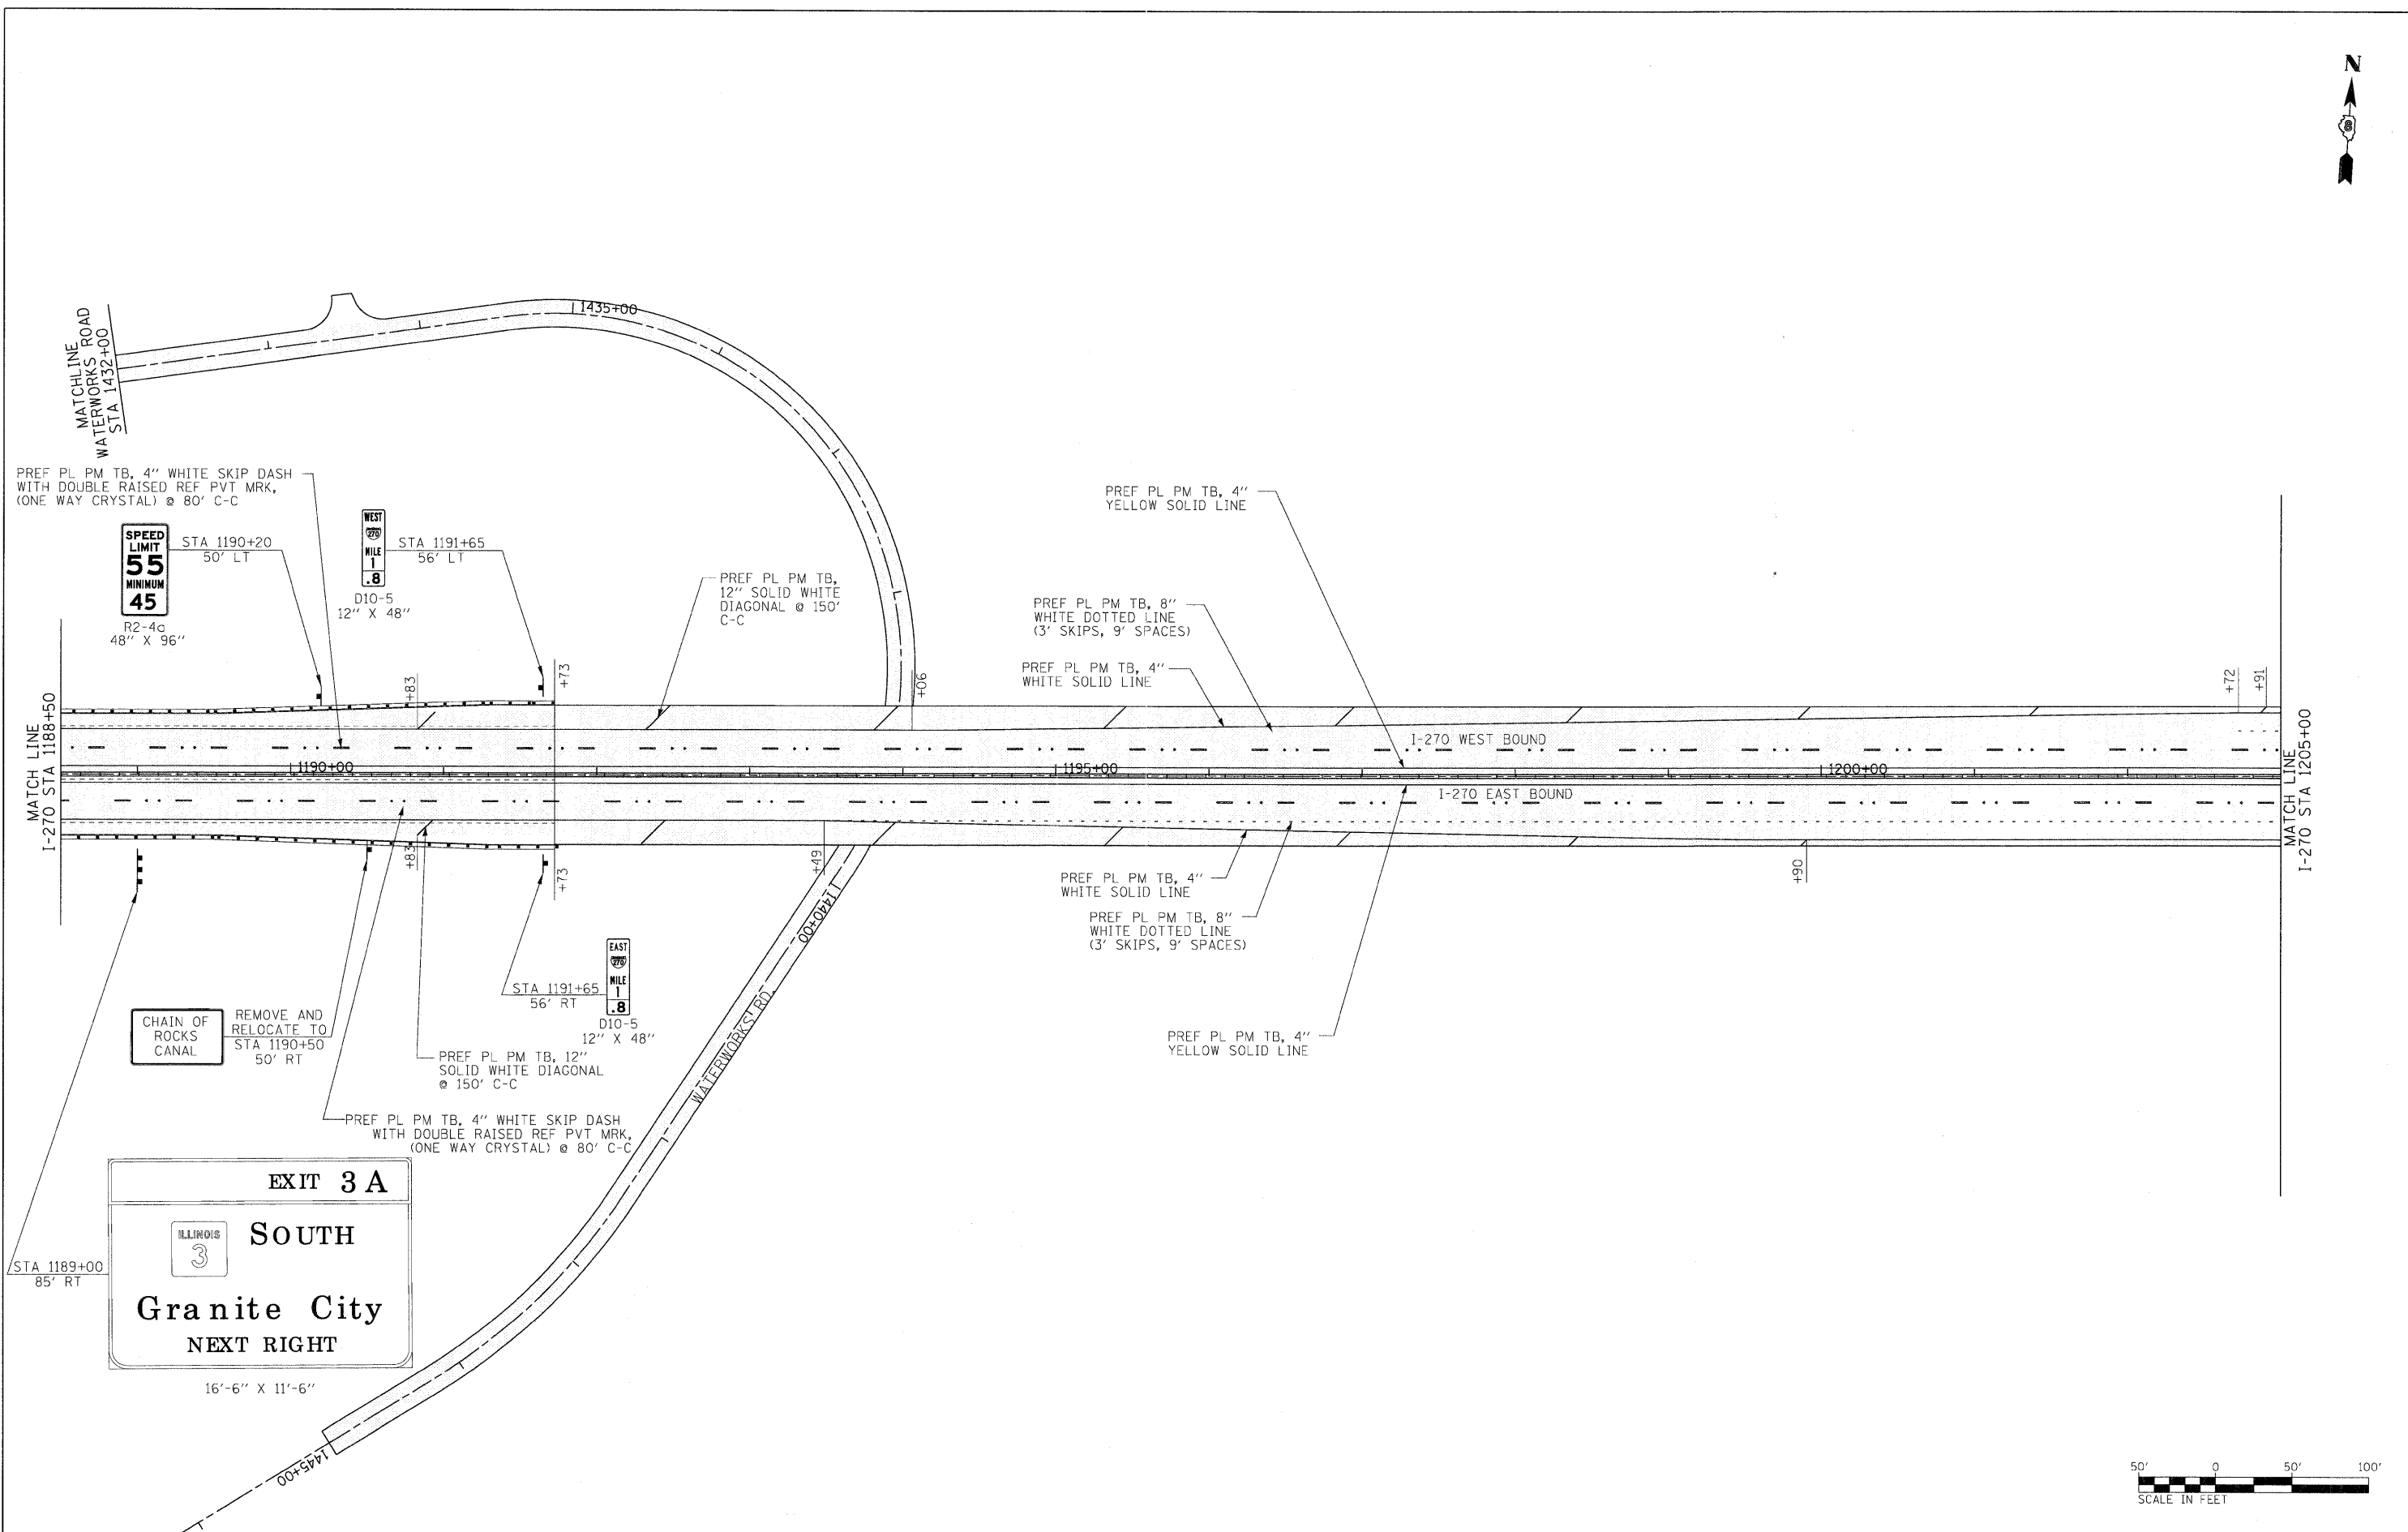 N
MATCHLINE
WATERWORKS ROAD
STA 1432+00
1435+00
PREF PL PM TB, 4" WHITE SKIP DASH
WITH DOUBLE RAISED REF PVT MRK,
(ONE WAY CRYSTAL) @ 80' C-C
SPEED
LIMIT
55
MINIMUM
45
R2-4a
48" X 96"
STA 1190+20
50' LT
WEST
270
MILE
1
.8
D10-5
12" X 48"
STA 1191+65
56' LT
PREF PL PM TB,
12" SOLID WHITE
DIAGONAL @ 150'
C-C
PREF PL PM TB, 4"
YELLOW SOLID LINE
PREF PL PM TB, 8"
WHITE DOTTED LINE
(3' SKIPS, 9' SPACES)
PREF PL PM TB, 4"
WHITE SOLID LINE
+83
+73
+06
+72
+91
MATCH LINE
I-270 STA 1188+50
I-270 WEST BOUND
1190+00
1195+00
1200+00
I-270 EAST BOUND
MATCH LINE
I-270 STA 1205+00
+83
+73
+49
+90
1440+00
WATERWORKS RD.
1445+00
PREF PL PM TB, 4"
WHITE SOLID LINE
PREF PL PM TB, 8"
WHITE DOTTED LINE
(3' SKIPS, 9' SPACES)
PREF PL PM TB, 4"
YELLOW SOLID LINE
STA 1191+65
56' RT
EAST
270
MILE
1
.8
D10-5
12" X 48"
CHAIN OF
ROCKS
CANAL
REMOVE AND
RELOCATE TO
STA 1190+50
50' RT
PREF PL PM TB, 12"
SOLID WHITE DIAGONAL
@ 150' C-C
PREF PL PM TB, 4" WHITE SKIP DASH
WITH DOUBLE RAISED REF PVT MRK,
(ONE WAY CRYSTAL) @ 80' C-C
EXIT 3 A
ILLINOIS
3
SOUTH
Granite City
NEXT RIGHT
16'-6" X 11'-6"
STA 1189+00
85' RT
50' 0 50' 100'
SCALE IN FEET